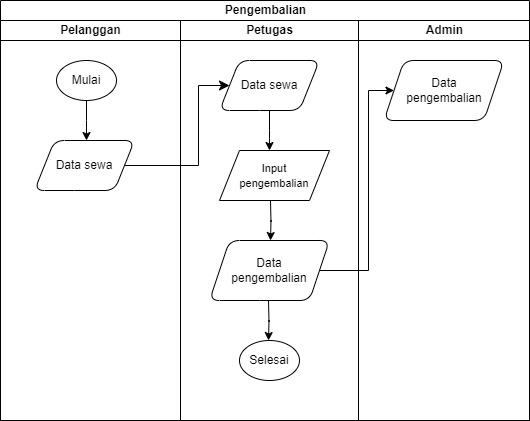 Pengembalian
Pelanggan
Petugas
Admin
Mulai
Data sewa
Data sewa
Input
pengembalian
Data
pengembalian
Selesai
Data
pengembalian